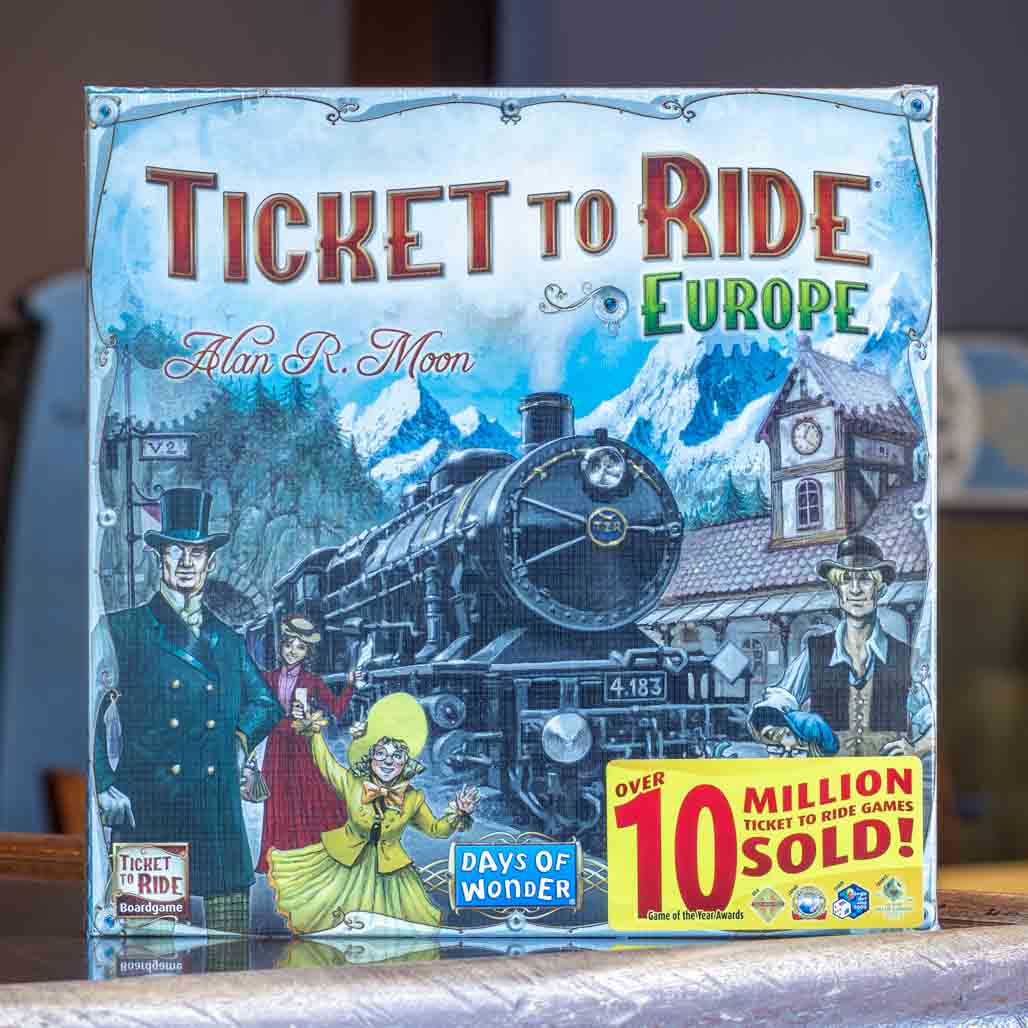 TICKET TO RIDE
EUROPE
Alan R. Moon
V2
TZR
4.183
OVER
10 MILLION
TICKET TO RIDE GAMES
SOLD!
Game of the Year Awards
DAYS OF
WONDER
TICKET
TO RIDE
Boardgame